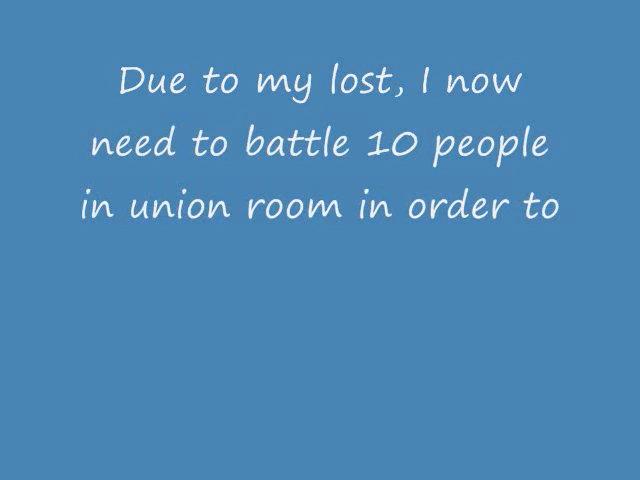 Due to my lost, I now
need to battle 10 people
in union room in order to